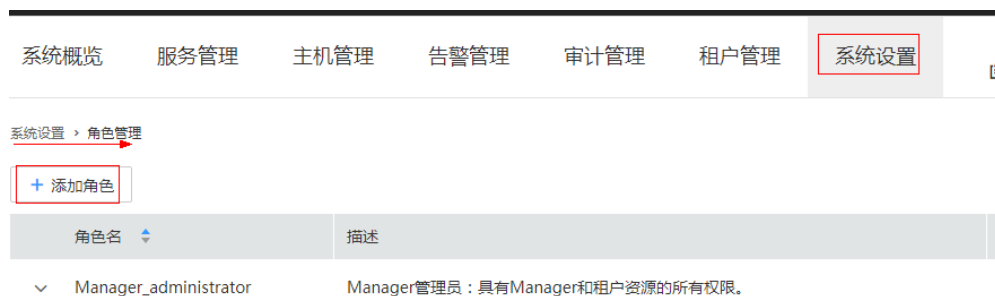 系统概览 服务管理 主机管理 告警管理 审计管理 租户管理 系统设置
系统设置 > 角色管理
+ 添加角色
角色名 描述
Manager_administrator Manager管理员：具有Manager和租户资源的所有权限。